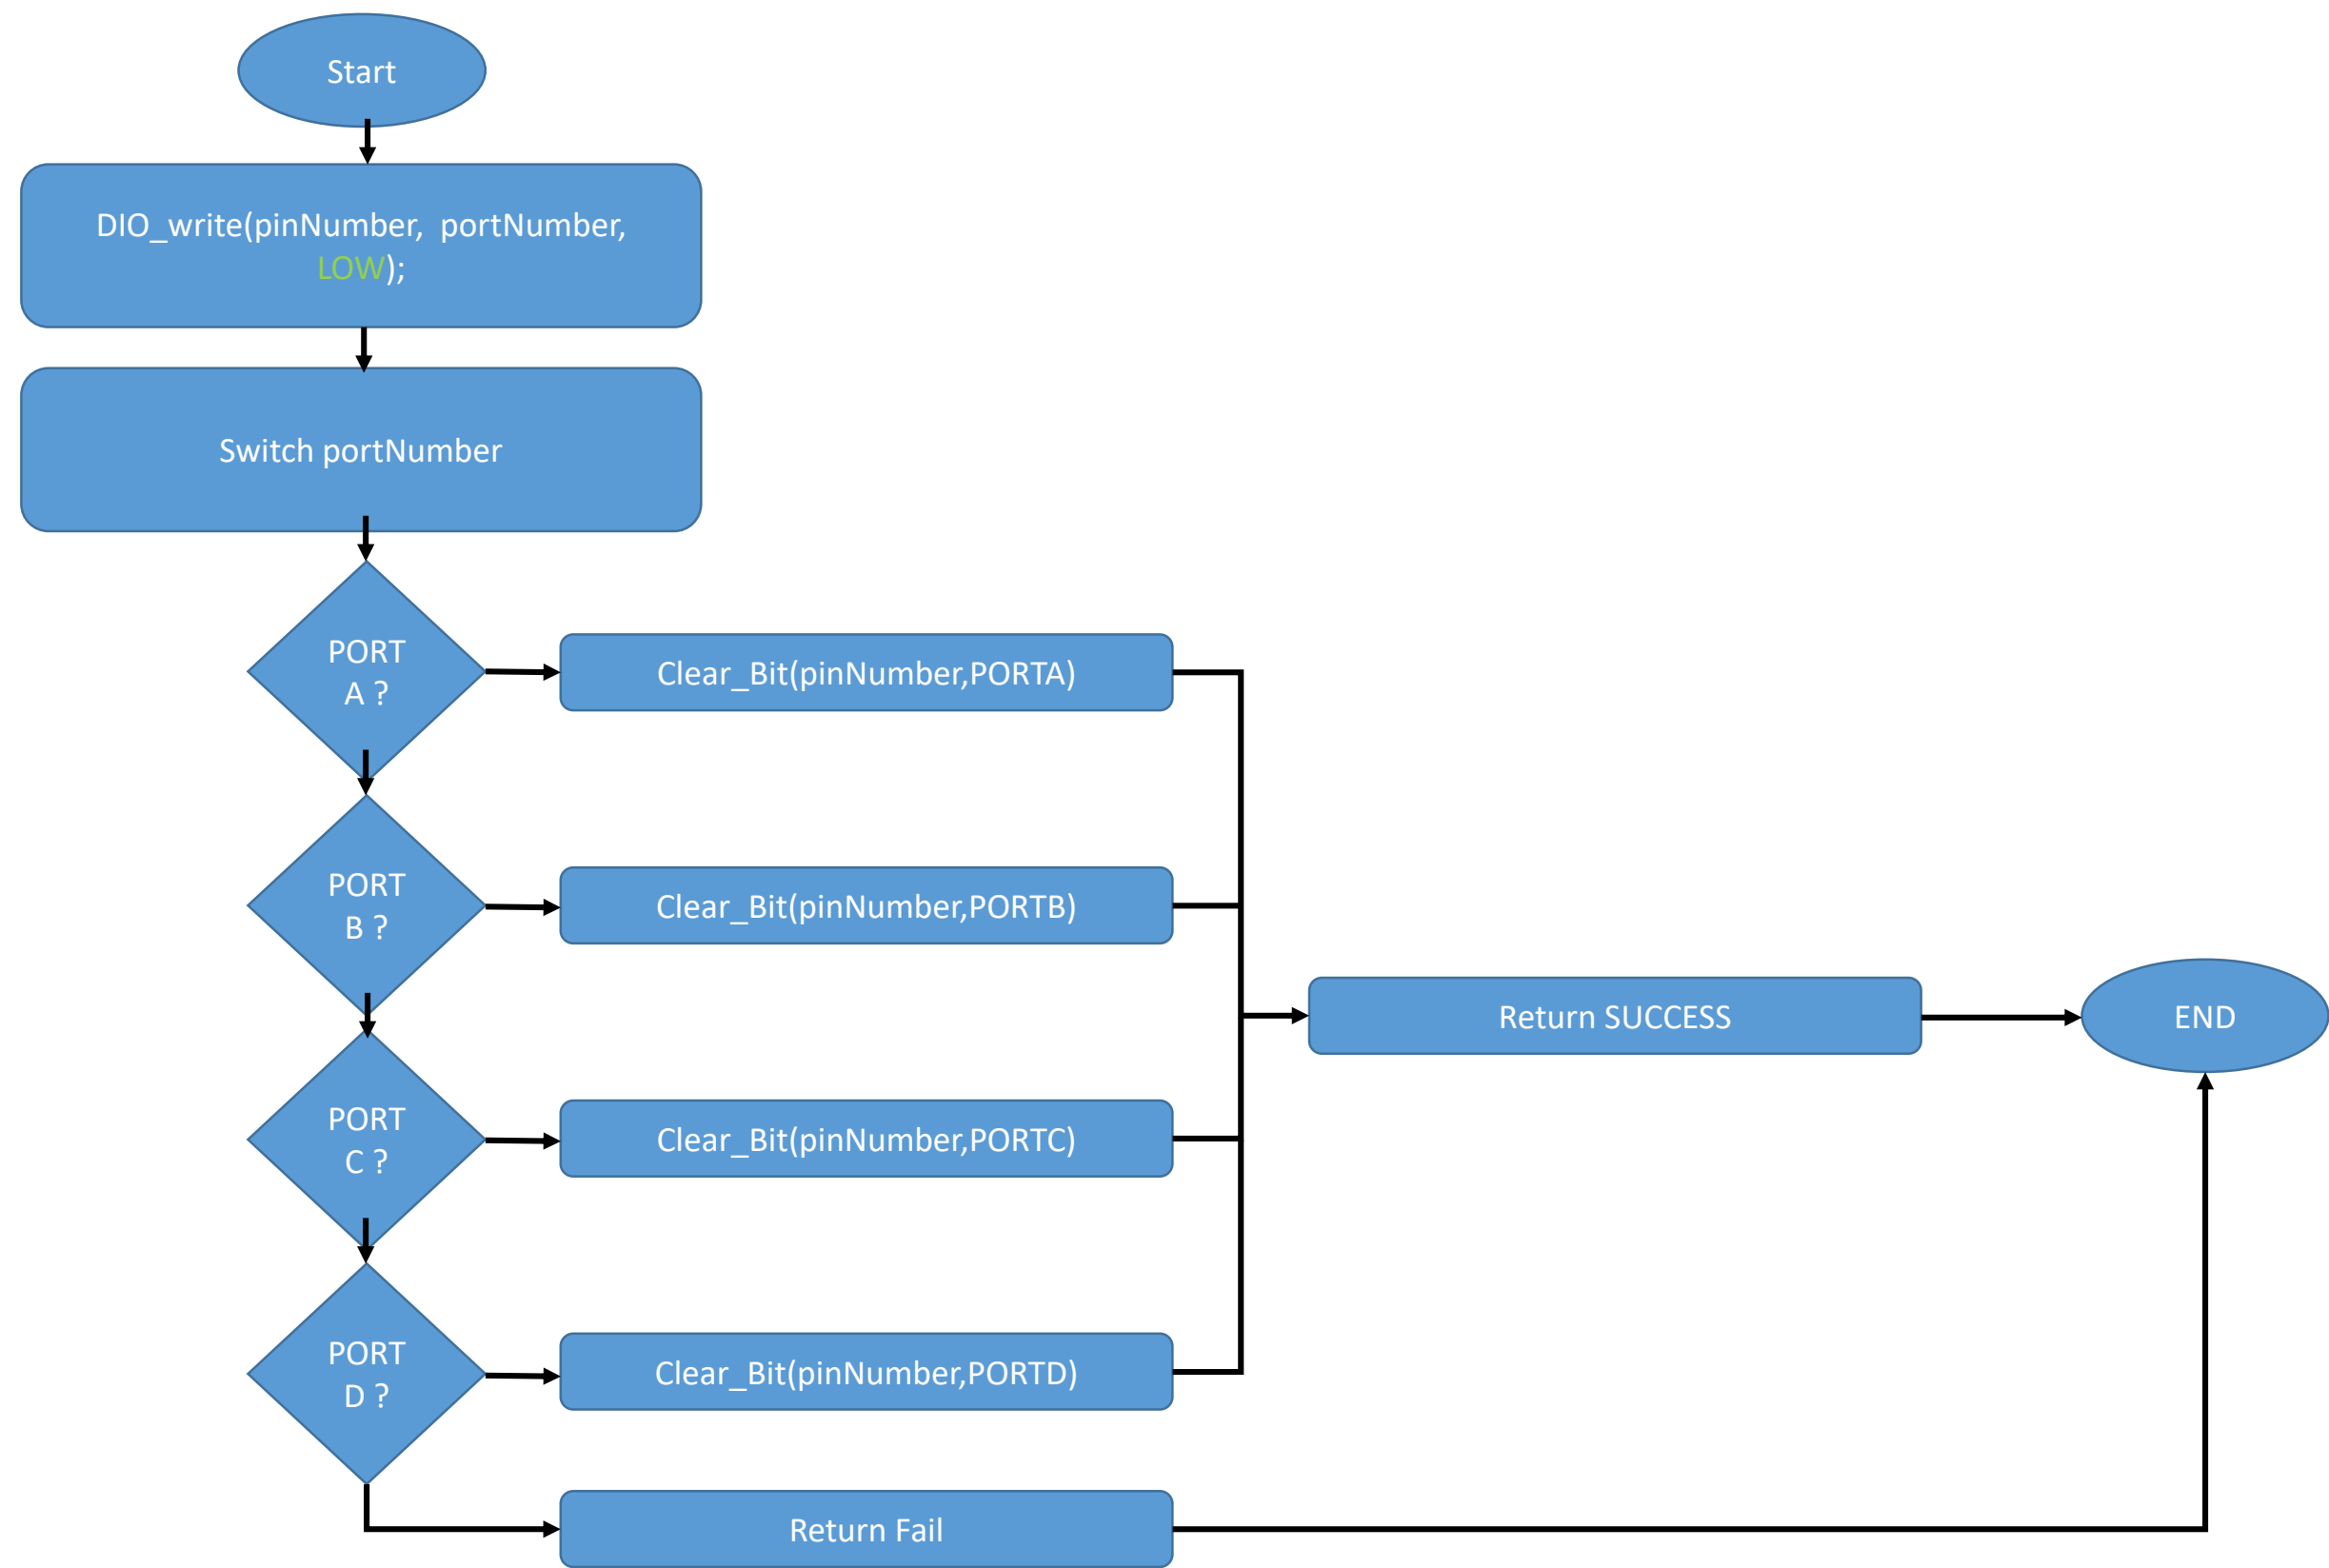 Start
DIO_write(pinNumber, portNumber,
LOW);
Switch portNumber
PORT
A ?
Clear_Bit(pinNumber,PORTA)
PORT
B ?
Clear_Bit(pinNumber,PORTB)
Return SUCCESS
END
PORT
C ?
Clear_Bit(pinNumber,PORTC)
PORT
D ?
Clear_Bit(pinNumber,PORTD)
Return Fail